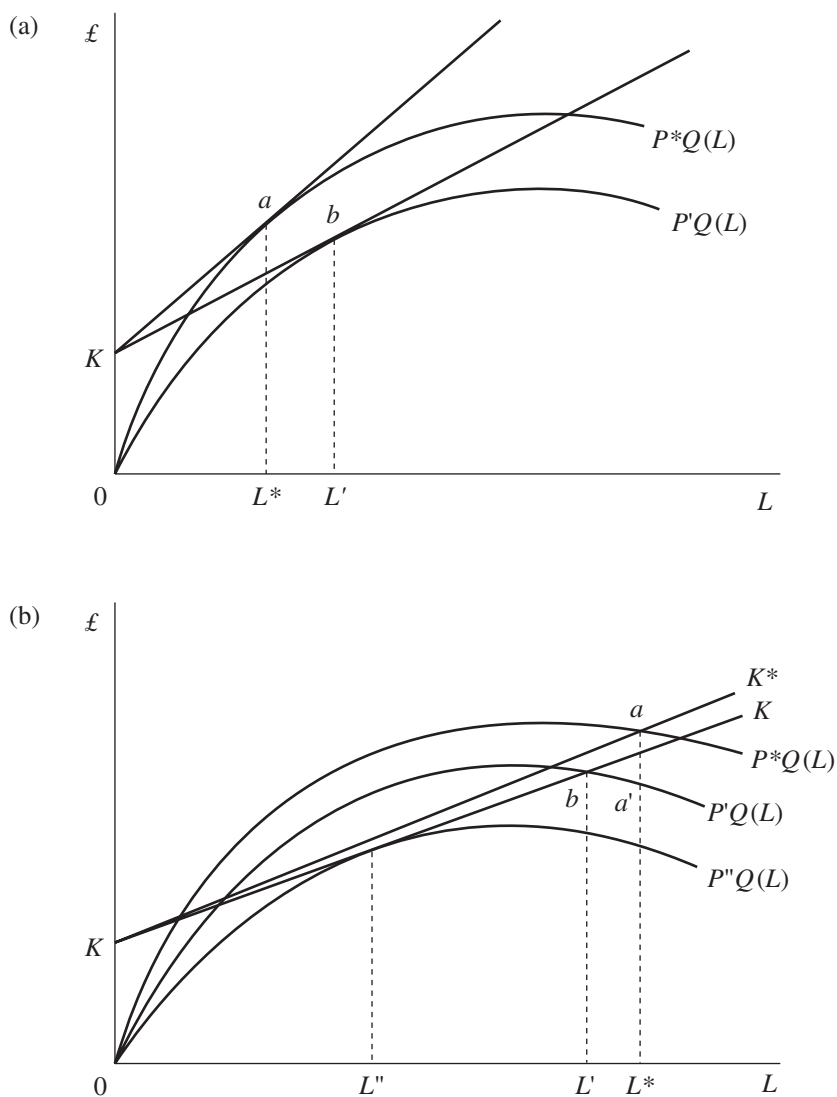 (a)
£
P*Q(L)
a
b
P'Q(L)
K
0
L*
L'
L
(b)
£
K*
a
K
P*Q(L)
b
a'
P'Q(L)
P"Q(L)
K
0
L"
L'
L*
L